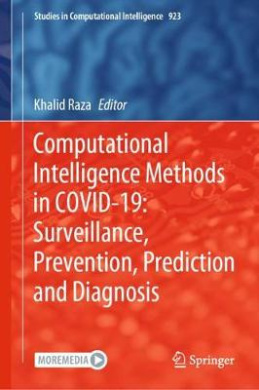 Studies in Computational Intelligence 923
Khalid Raza Editor
Computational
Intelligence Methods
in COVID-19:
Surveillance,
Prevention, Prediction
and Diagnosis
MOREMEDIA
Springer